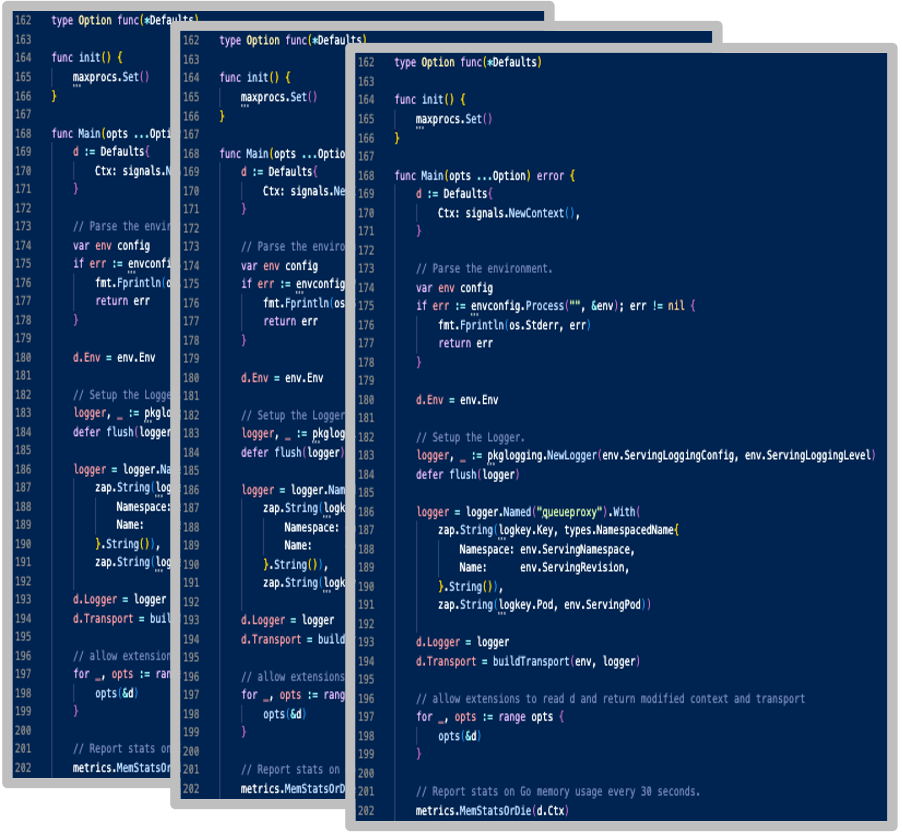 162 type Option func(*Defaults)
163
164 func init() {
165 maxprocs.Set()
166 }
167
168 func Main(opts ...Opti
169 d := Defaults{
170 Ctx: signals.N
171 }
172
173 // Parse the envir
174 var env config
175 if err := envconfi
176 fmt.Fprintln(o
177 return err
178 }
179
180 d.Env = env.Env
181
182 // Setup the Logge
183 logger, _ := pkglo
184 defer flush(logger
185
186 logger = logger.Na
187 zap.String(log
188 Namespace:
189 Name:
190 }.String()),
191 zap.String(log
192
193 d.Logger = logger
194 d.Transport = buil
195
196 // allow extension
197 for _, opts := ran
198 opts(&d)
199 }
200
201 // Report stats on
202 metrics.MemStatsOr
162 type Option func(*Defaults)
163
164 func init() {
165 maxprocs.Set()
166 }
167
168 func Main(opts ...Optio
169 d := Defaults{
170 Ctx: signals.Ne
171 }
172
173 // Parse the enviro
174 var env config
175 if err := envconfig
176 fmt.Fprintln(os
177 return err
178 }
179
180 d.Env = env.Env
181
182 // Setup the Logger
183 logger, _ := pkglog
184 defer flush(logger)
185
186 logger = logger.Nam
187 zap.String(logk
188 Namespace:
189 Name:
190 }.String()),
191 zap.String(logk
192
193 d.Logger = logger
194 d.Transport = build
195
196 // allow extensions
197 for _, opts := rang
198 opts(&d)
199 }
200
201 // Report stats on
202 metrics.MemStatsOrD
162 type Option func(*Defaults)
163
164 func init() {
165 maxprocs.Set()
166 }
167
168 func Main(opts ...Option) error {
169 d := Defaults{
170 Ctx: signals.NewContext(),
171 }
172
173 // Parse the environment.
174 var env config
175 if err := envconfig.Process("", &env); err != nil {
176 fmt.Fprintln(os.Stderr, err)
177 return err
178 }
179
180 d.Env = env.Env
181
182 // Setup the Logger.
183 logger, _ := pkglogging.NewLogger(env.ServingLoggingConfig, env.ServingLoggingLevel)
184 defer flush(logger)
185
186 logger = logger.Named("queueproxy").With(
187 zap.String(logkey.Key, types.NamespacedName{
188 Namespace: env.ServingNamespace,
189 Name: env.ServingRevision,
190 }.String()),
191 zap.String(logkey.Pod, env.ServingPod))
192
193 d.Logger = logger
194 d.Transport = buildTransport(env, logger)
195
196 // allow extensions to read d and return modified context and transport
197 for _, opts := range opts {
198 opts(&d)
199 }
200
201 // Report stats on Go memory usage every 30 seconds.
202 metrics.MemStatsOrDie(d.Ctx)